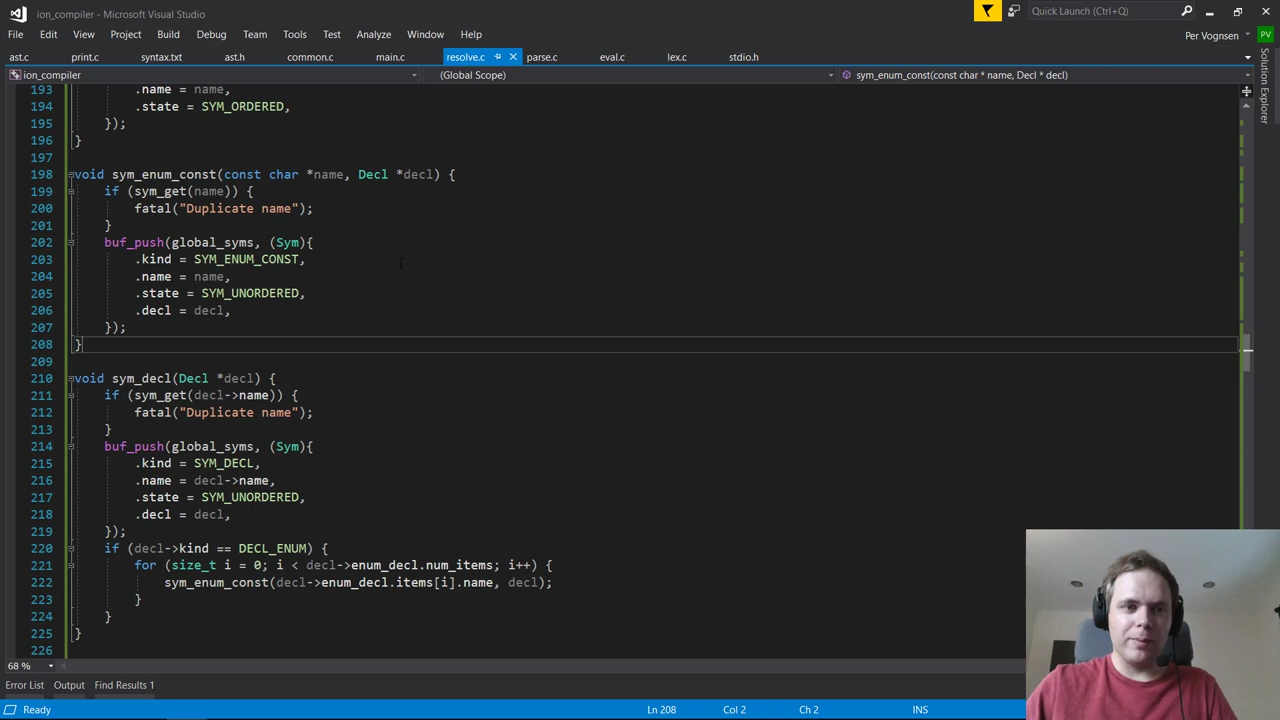 ion_compiler - Microsoft Visual Studio
Quick Launch (Ctrl+Q)
File Edit View Project Build Debug Team Tools Test Analyze Window Help
Per Vognsen PV
ast.c print.c syntax.txt ast.h common.c main.c resolve.c parse.c eval.c lex.c stdio.h
Solution Explorer
ion_compiler (Global Scope) sym_enum_const(const char * name, Decl * decl)
193 .name = name,
194 .state = SYM_ORDERED,
195 });
196 }
197
198 void sym_enum_const(const char *name, Decl *decl) {
199 if (sym_get(name)) {
200 fatal("Duplicate name");
201 }
202 buf_push(global_syms, (Sym){
203 .kind = SYM_ENUM_CONST,
204 .name = name,
205 .state = SYM_UNORDERED,
206 .decl = decl,
207 });
208 }
209
210 void sym_decl(Decl *decl) {
211 if (sym_get(decl->name)) {
212 fatal("Duplicate name");
213 }
214 buf_push(global_syms, (Sym){
215 .kind = SYM_DECL,
216 .name = decl->name,
217 .state = SYM_UNORDERED,
218 .decl = decl,
219 });
220 if (decl->kind == DECL_ENUM) {
221 for (size_t i = 0; i < decl->enum_decl.num_items; i++) {
222 sym_enum_const(decl->enum_decl.items[i].name, decl);
223 }
224 }
225 }
226
68 %
Error List Output Find Results 1
Ready Ln 208 Col 2 Ch 2 INS